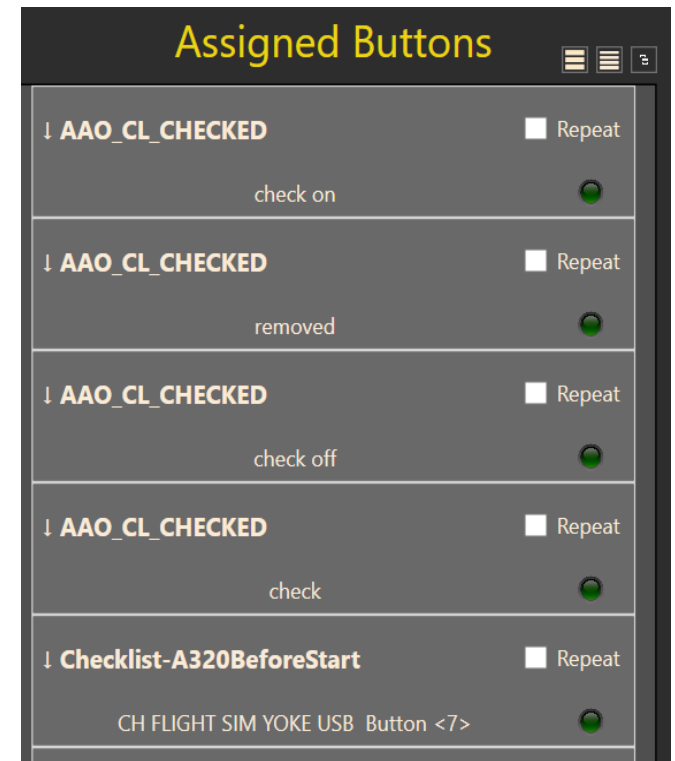 Assigned Buttons
↓ AAO_CL_CHECKED Repeat
check on
↓ AAO_CL_CHECKED Repeat
removed
↓ AAO_CL_CHECKED Repeat
check off
↓ AAO_CL_CHECKED Repeat
check
↓ Checklist-A320BeforeStart Repeat
CH FLIGHT SIM YOKE USB  Button <7>